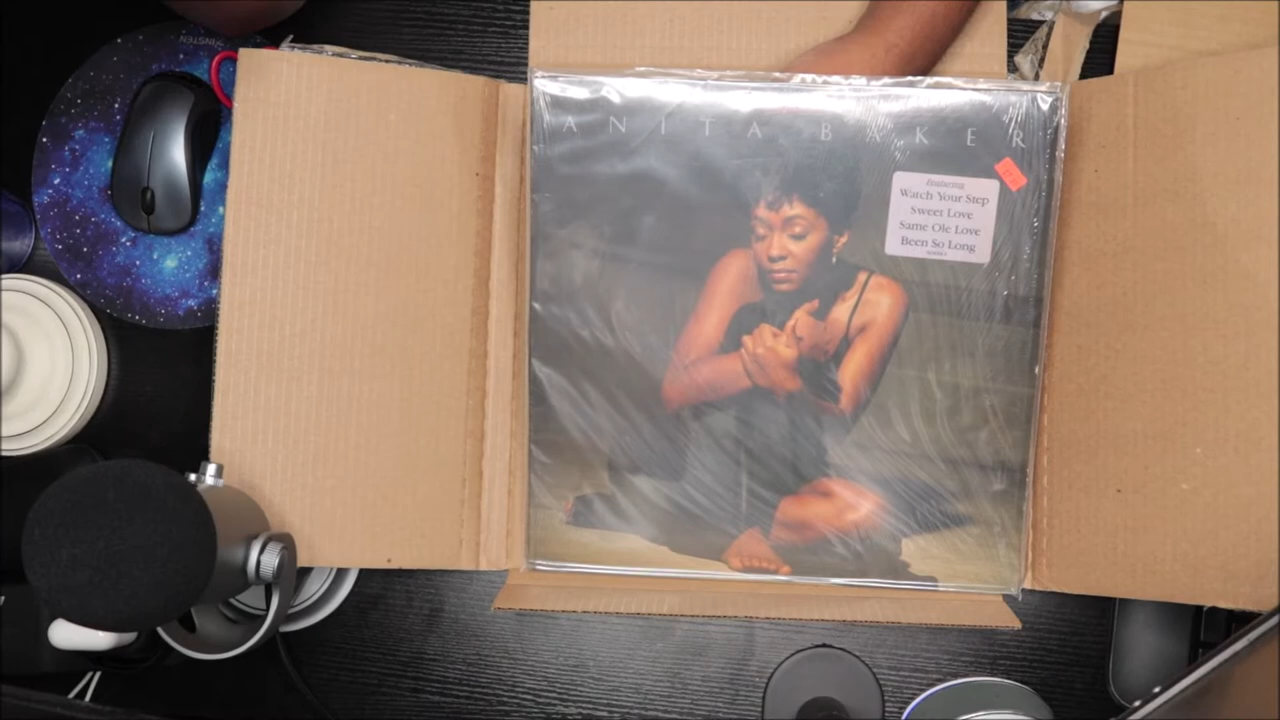 ANITA BAKER
Featuring
Watch Your Step
Sweet Love
Same Ole Love
Been So Long